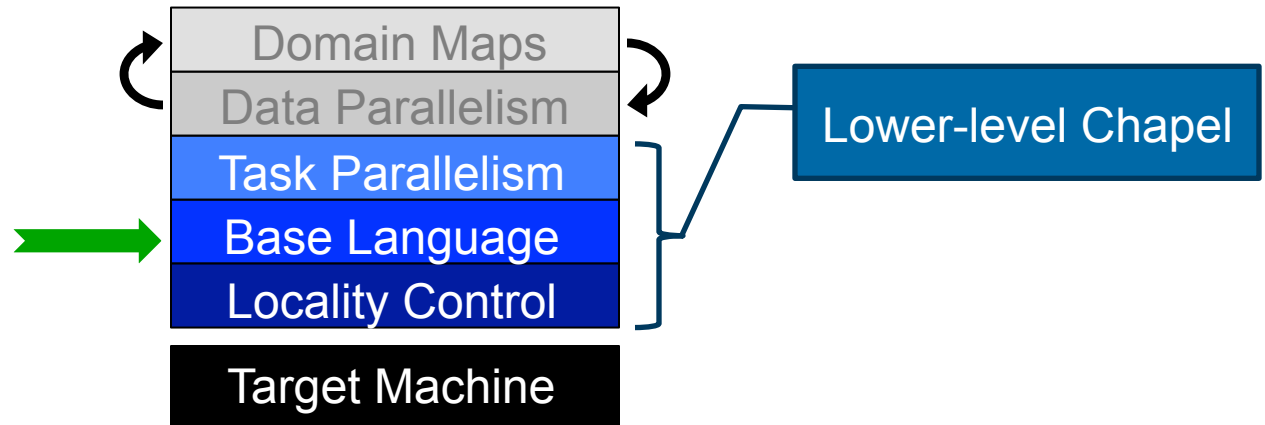 Domain Maps
Data Parallelism
Task Parallelism
Base Language
Locality Control
Target Machine
Lower-level Chapel